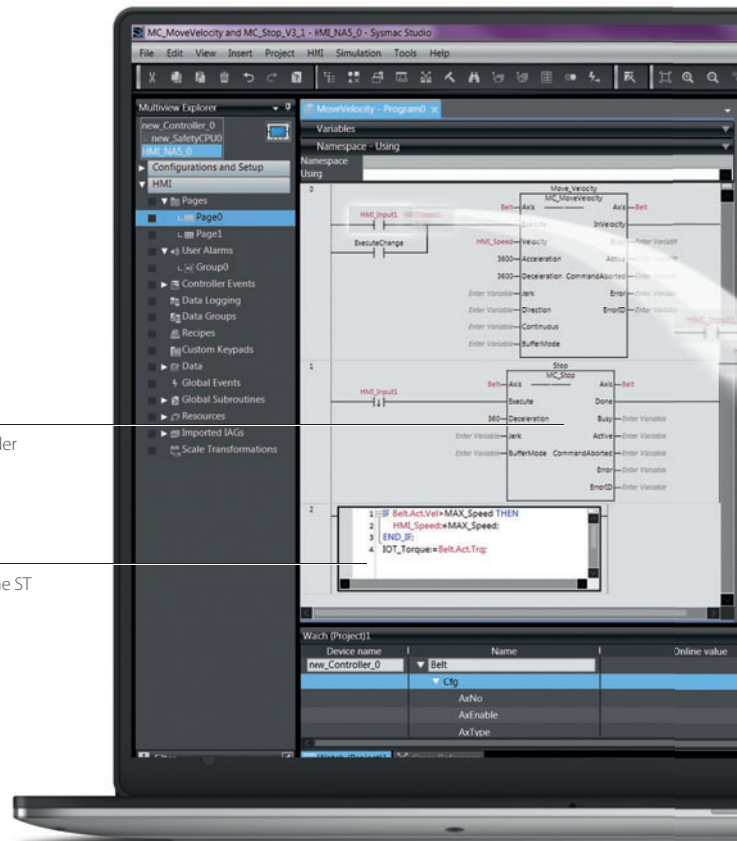 MC_MoveVelocity and MC_Stop_V3_1 - HMI_NA5_0 - Sysmac Studio
File Edit View Insert Project HMI Simulation Tools Help
Multiview Explorer
new_Controller_0
new_SafetyCPU0
HMI_NA5_0
Configurations and Setup
HMI
Pages
Page0
Page1
User Alarms
Group0
Controller Events
Data Logging
Data Groups
Recipes
Custom Keypads
Data
Global Events
Global Subroutines
Resources
Imported IAGs
Scale Transformations
MoveVelocity - Program0
Variables
Namespace - Using
Namespace
Using
0
Move_Velocity
MC_MoveVelocity
Belt Axis Axis Belt
HMI_Input1 InVelocity
ExecuteChange HMI_Speed Velocity Enter Variable
3600 Acceleration Active
3600 Deceleration CommandAborted
Enter Variable Jerk Error
Enter Variable Direction ErrorID
Enter Variable Continuous
Enter Variable BufferMode
1
Stop
MC_Stop
Belt Axis Axis Belt
HMI_Input1 Execute Done
360 Deceleration Busy Enter Variable
Enter Variable Jerk Active Enter Variable
Enter Variable BufferMode CommandAborted Enter Variable
Error Enter Variable
ErrorID Enter Variable
2
1 IF Belt.Act.Vel>MAX_Speed THEN
2 HMI_Speed:=MAX_Speed;
3 END_IF;
4 IOT_Torque:=Belt.Act.Trq;
Wach (Project)1
Device name Name Online value
new_Controller_0 Belt
Cfg
AxNo
AxEnable
AxType
der
e ST